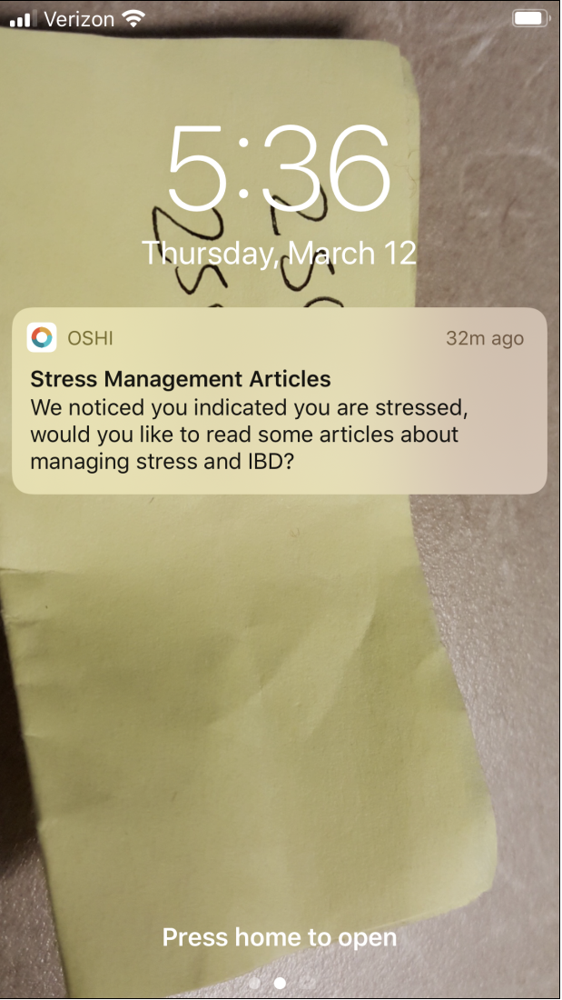 Verizon
5:36
Thursday, March 12
OSHI 32m ago
Stress Management Articles
We noticed you indicated you are stressed,
would you like to read some articles about
managing stress and IBD?
Press home to open